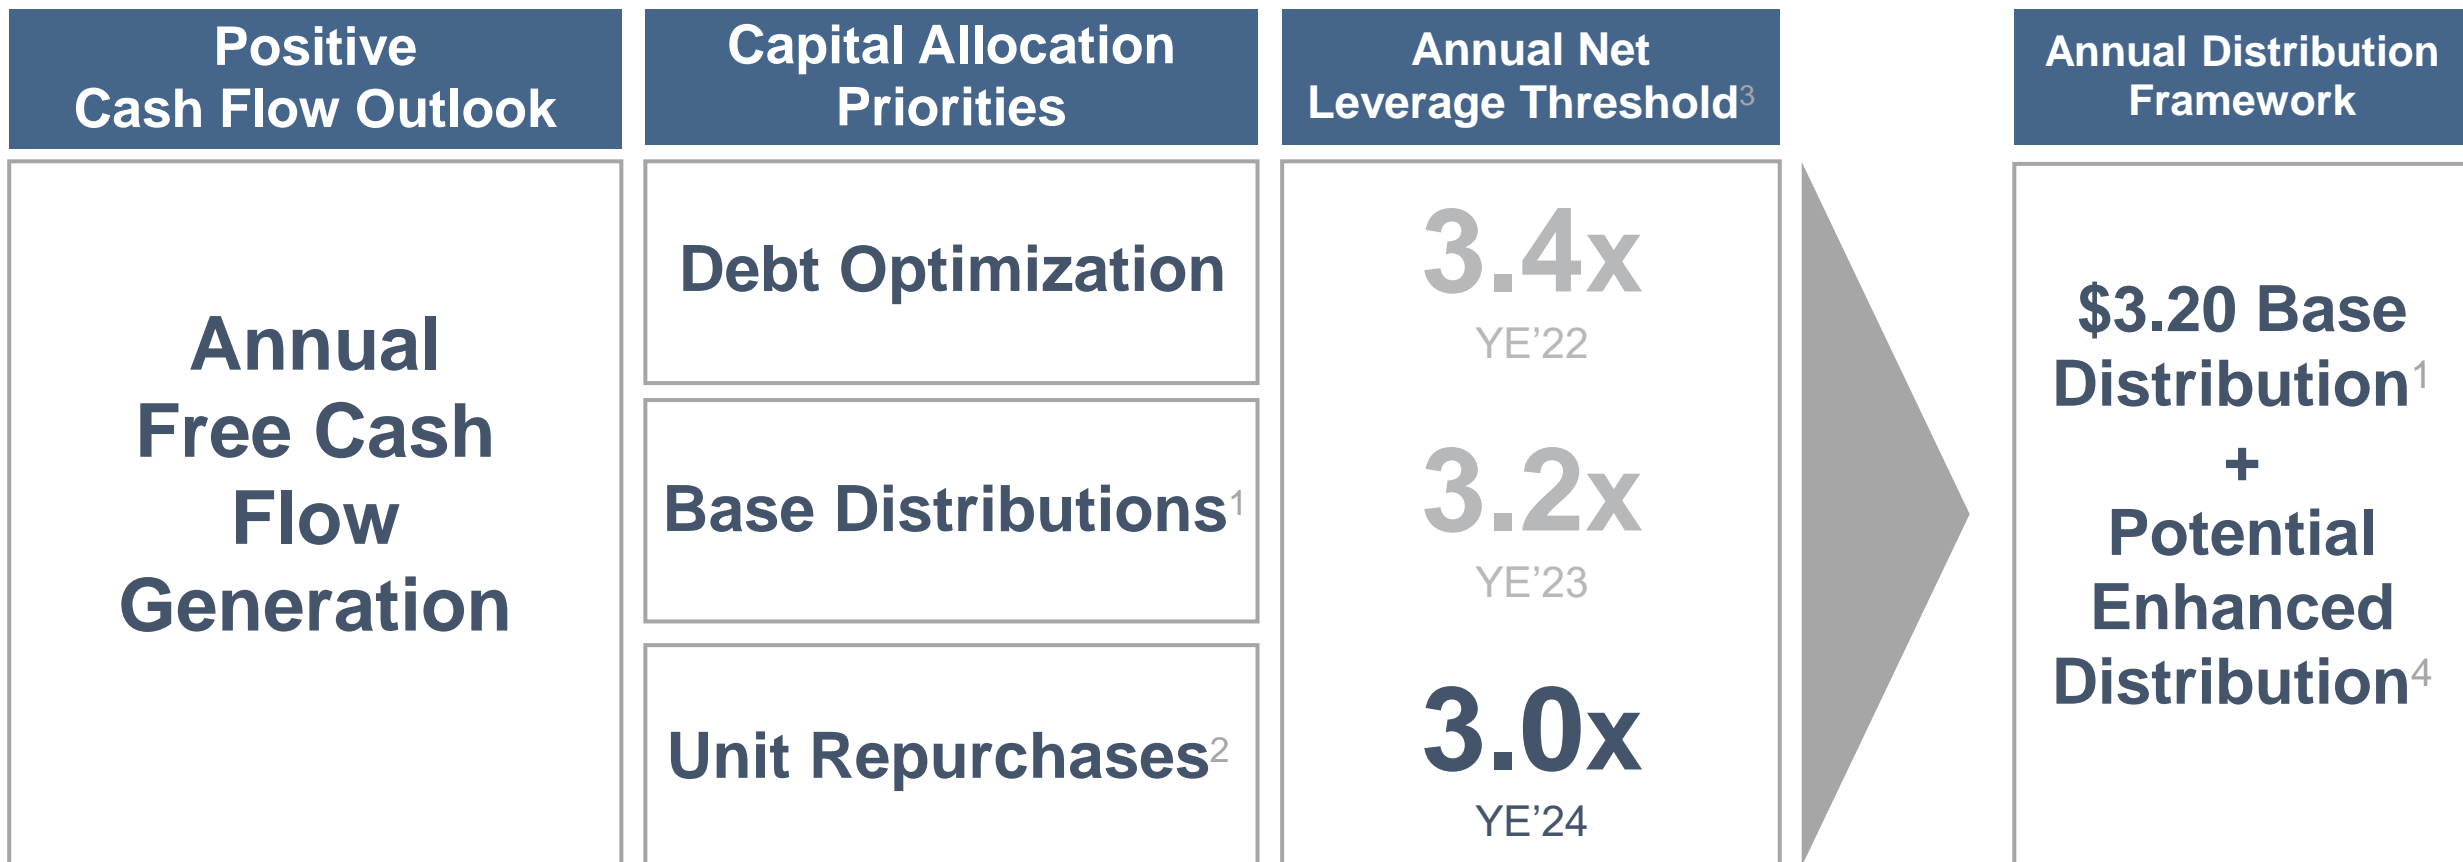 Positive
Cash Flow Outlook
Annual
Free Cash
Flow
Generation
Capital Allocation
Priorities
Debt Optimization
Base Distributions1
Unit Repurchases2
Annual Net
Leverage Threshold3
3.4x
YE’22
3.2x
YE’23
3.0x
YE’24
Annual Distribution
Framework
$3.20 Base
Distribution1
+
Potential
Enhanced
Distribution4